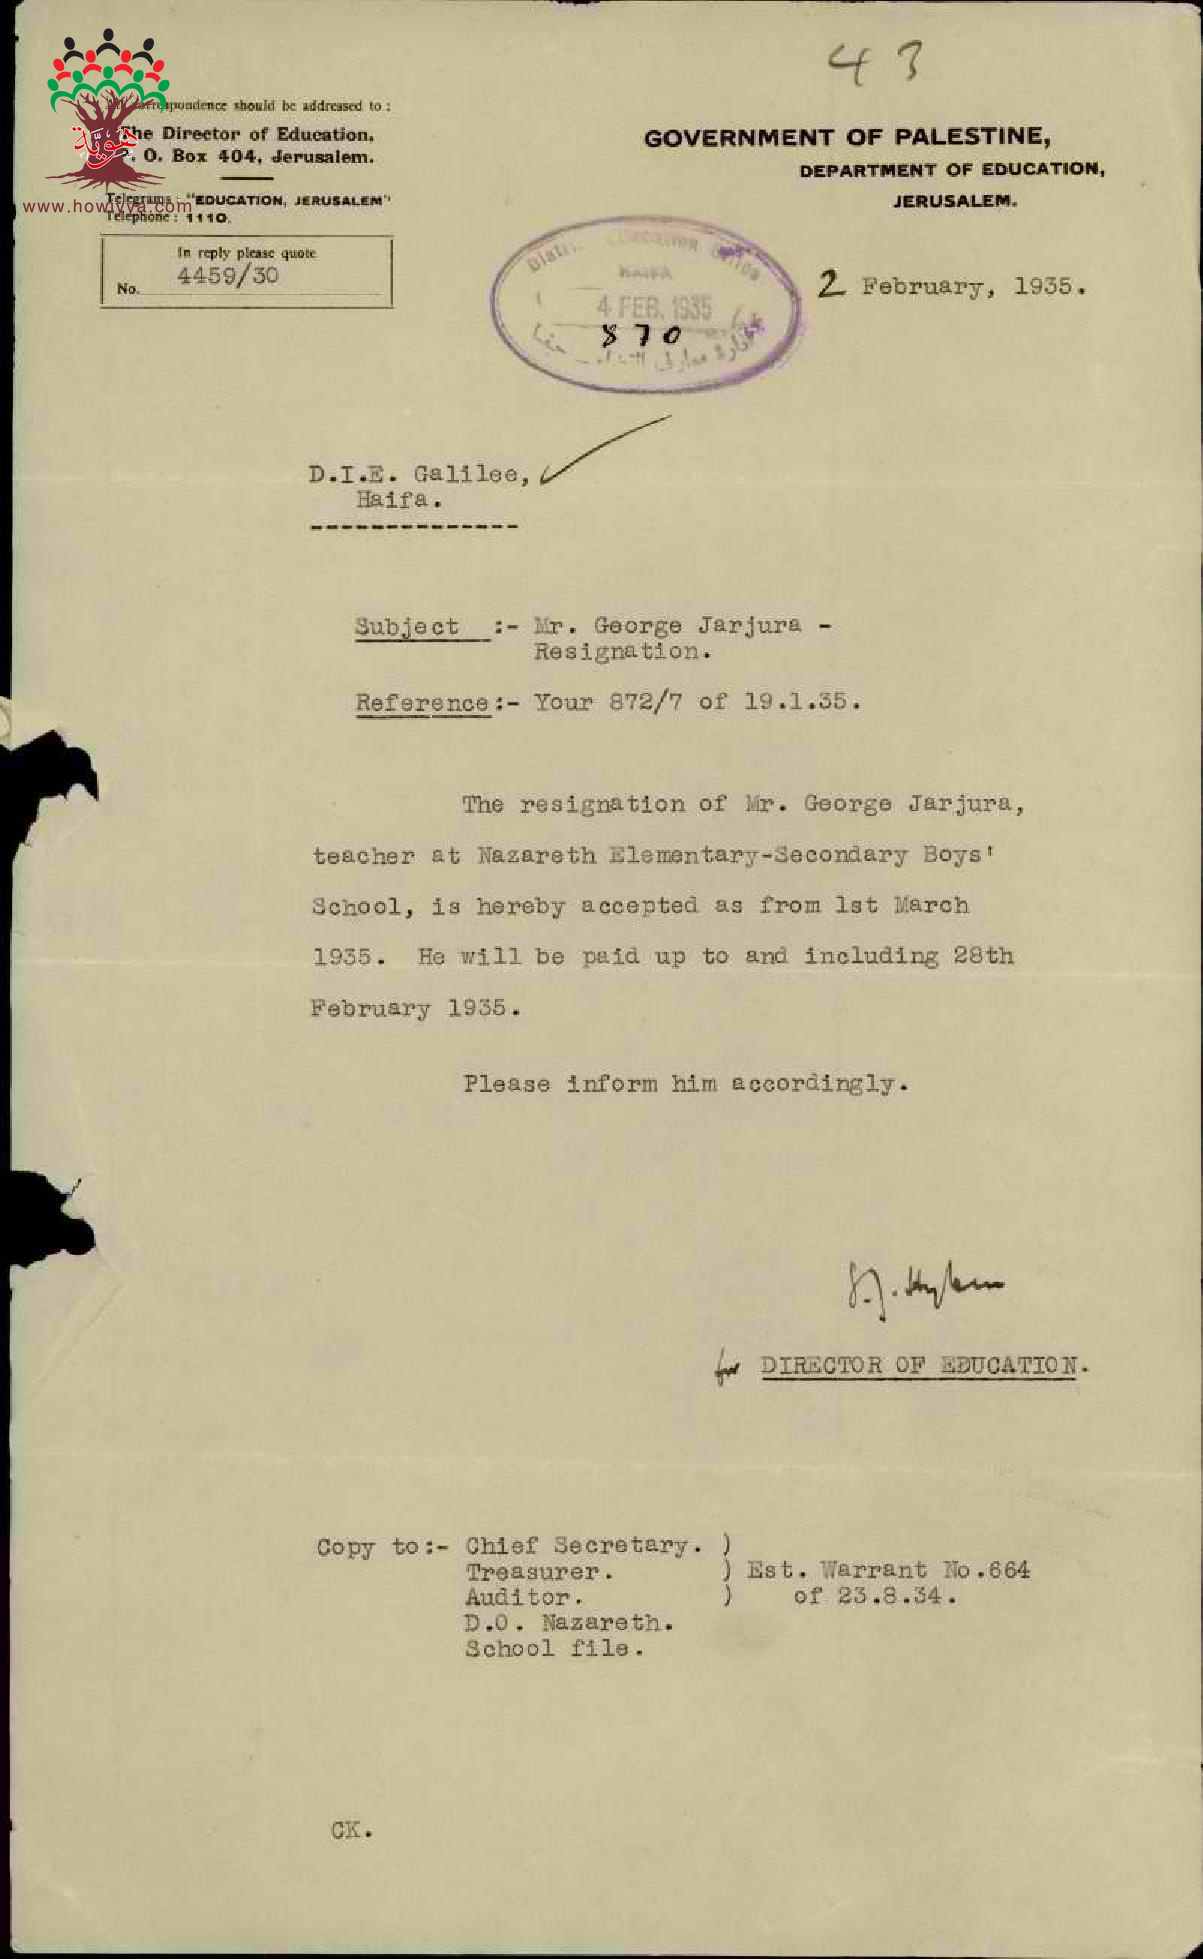 43
هوية
www.howiyya.com
All correspondence should be addressed to :
The Director of Education,
P. O. Box 404, Jerusalem.
Telegrams : "EDUCATION, JERUSALEM"
Telephone : 1110.
In reply please quote
No. 4459/30
GOVERNMENT OF PALESTINE,
DEPARTMENT OF EDUCATION,
JERUSALEM.
District Education Office
HAIFA
4 FEB. 1935
870
2 February, 1935.
D.I.E. Galilee,
Haifa.
Subject :- Mr. George Jarjura -
Resignation.
Reference:- Your 872/7 of 19.1.35.
The resignation of Mr. George Jarjura,
teacher at Nazareth Elementary-Secondary Boys'
School, is hereby accepted as from 1st March
1935. He will be paid up to and including 28th
February 1935.
Please inform him accordingly.
for DIRECTOR OF EDUCATION.
Copy to:- Chief Secretary. )
Treasurer. ) Est. Warrant No.664
Auditor. ) of 23.8.34.
D.O. Nazareth.
School file.
CK.